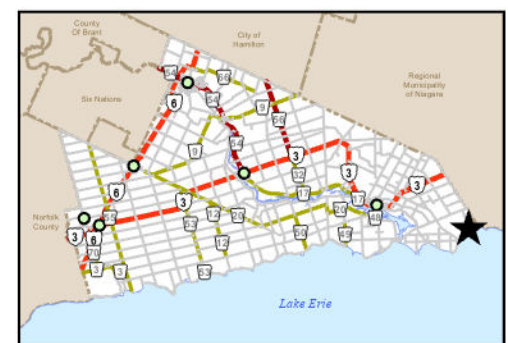 County
Of Brant
City of
Hamilton
Regional
Municipality
of Niagara
Six Nations
Norfolk
County
Lake Erie
54
56
6
54
9
56
54
9
3
32
3
6
17
17
3
3
55
53
12
20
20
48
3
6
70
12
50
49
3
3
53